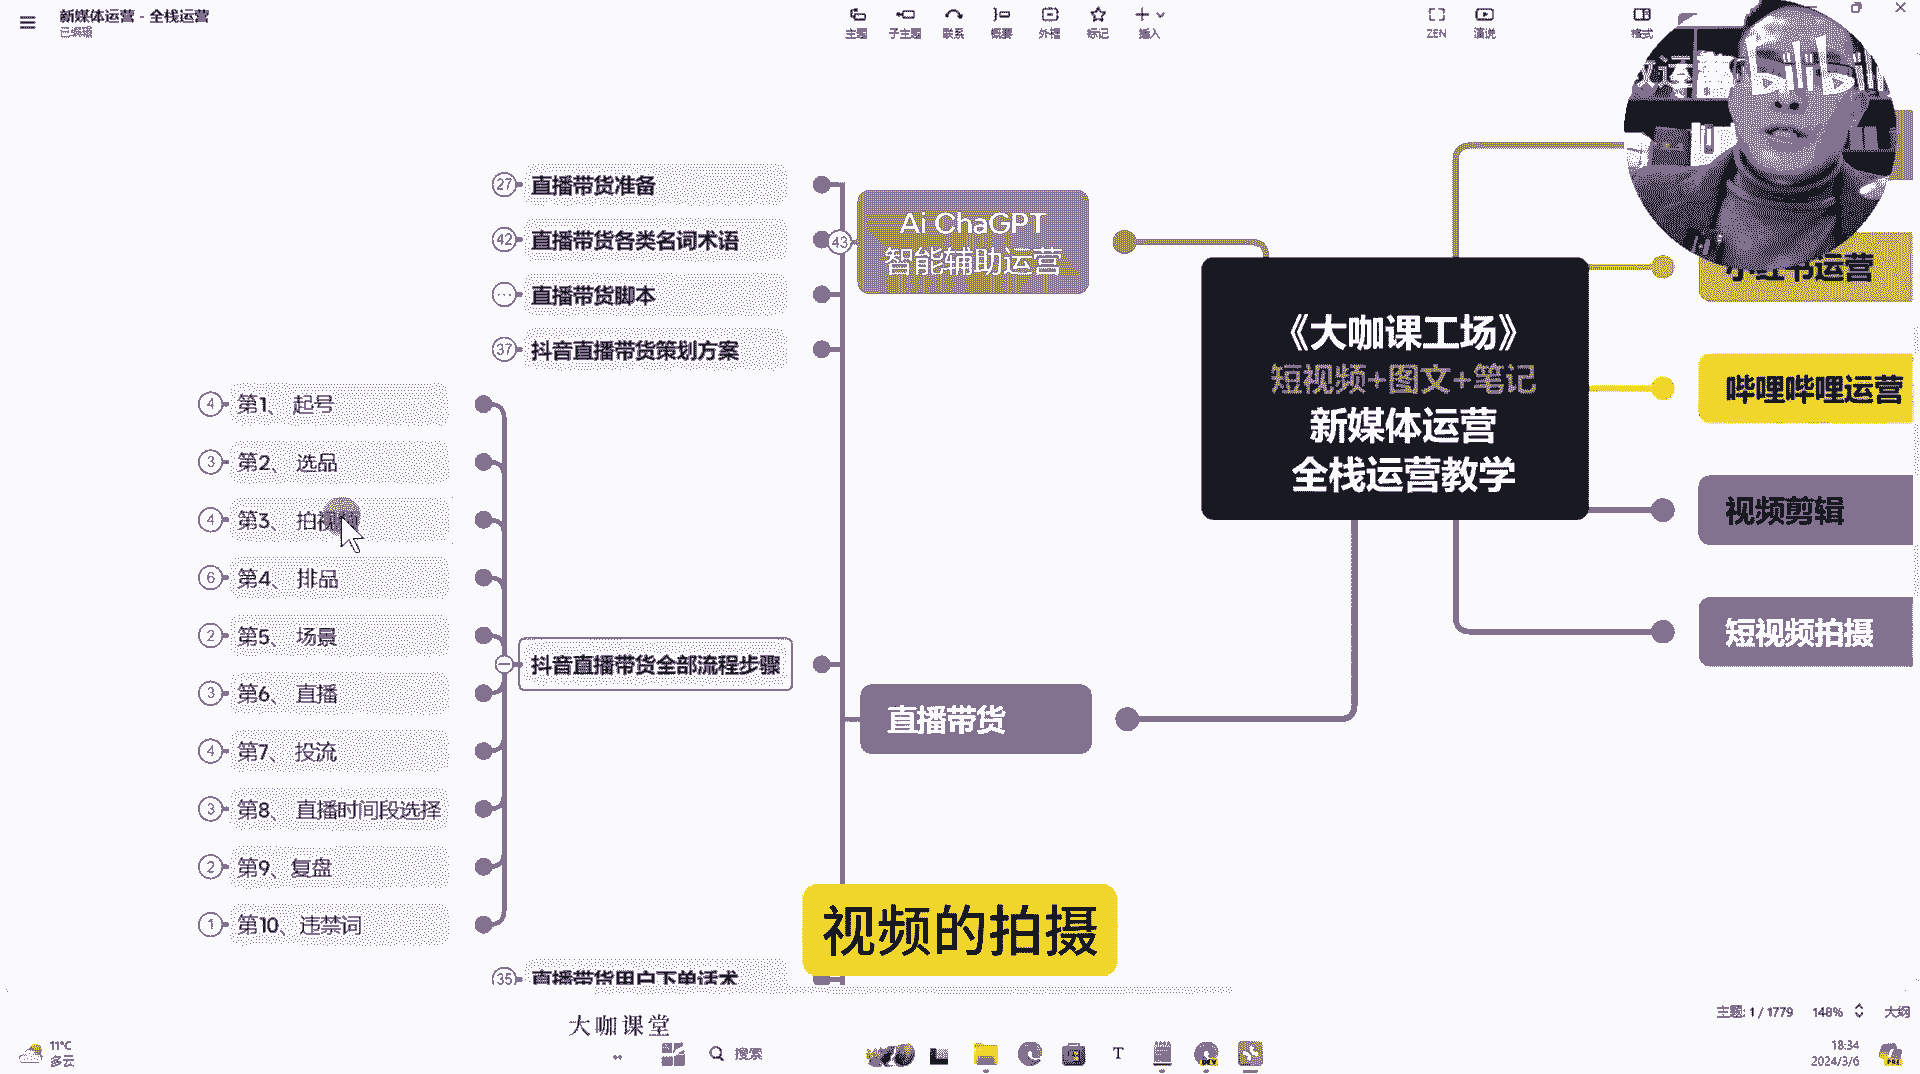 新媒体运营 - 全栈运营
已编辑
主题
子主题
联系
概要
外框
标记
插入
ZEN
演说
格式
bilibili
27
直播带货准备
42
直播带货各类名词术语
直播带货脚本
37
抖音直播带货策划方案
43
Ai ChaGPT
智能辅助运营
《大咖课工场》
短视频+图文+笔记
新媒体运营
全栈运营教学
小红书运营
哔哩哔哩运营
视频剪辑
短视频拍摄
4
第1、 起号
3
第2、 选品
4
第3、 拍视频
6
第4、 排品
2
第5、 场景
3
第6、 直播
4
第7、 投流
3
第8、 直播时间段选择
2
第9、复盘
1
第10、违禁词
抖音直播带货全部流程步骤
直播带货
35
直播带货用户下单话术
视频的拍摄
大咖课堂
主题: 1 / 1779
148%
大纲
11°C
多云
搜索
18:34
2024/3/6